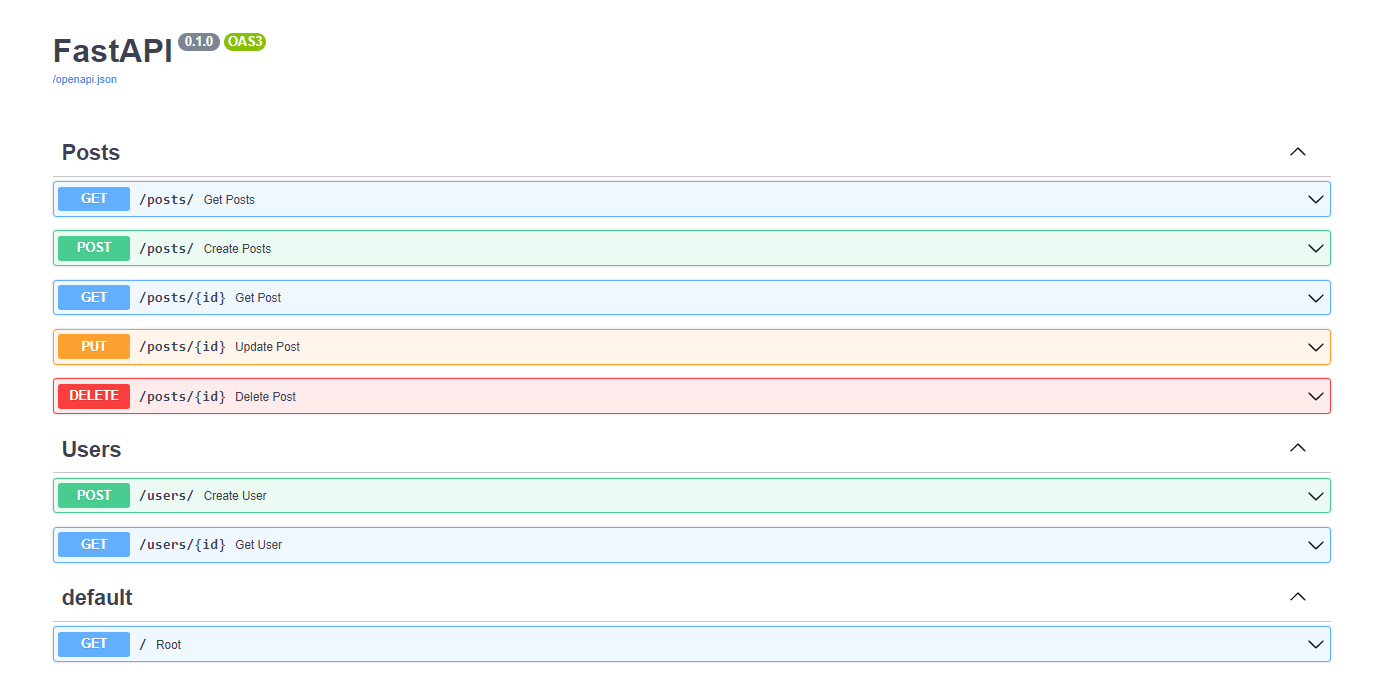 FastAPI 0.1.0 OAS3
/openapi.json
Posts
GET /posts/ Get Posts
POST /posts/ Create Posts
GET /posts/{id} Get Post
PUT /posts/{id} Update Post
DELETE /posts/{id} Delete Post
Users
POST /users/ Create User
GET /users/{id} Get User
default
GET / Root